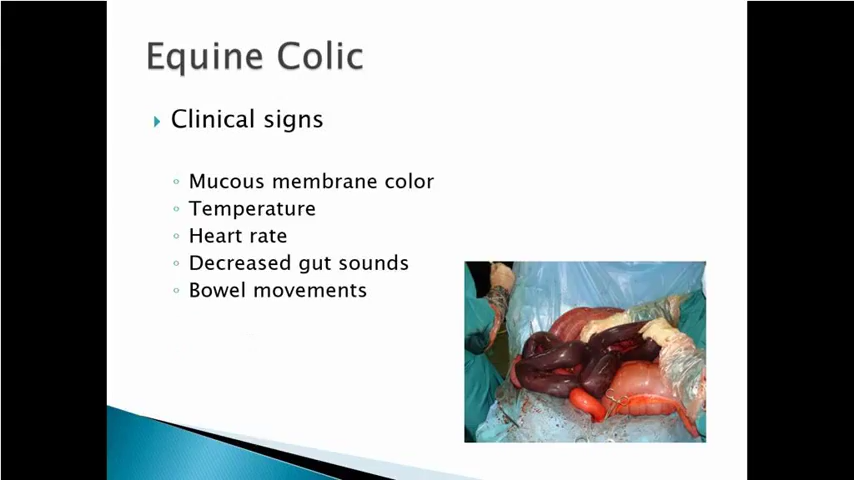 Equine Colic
Clinical signs
Mucous membrane color
Temperature
Heart rate
Decreased gut sounds
Bowel movements